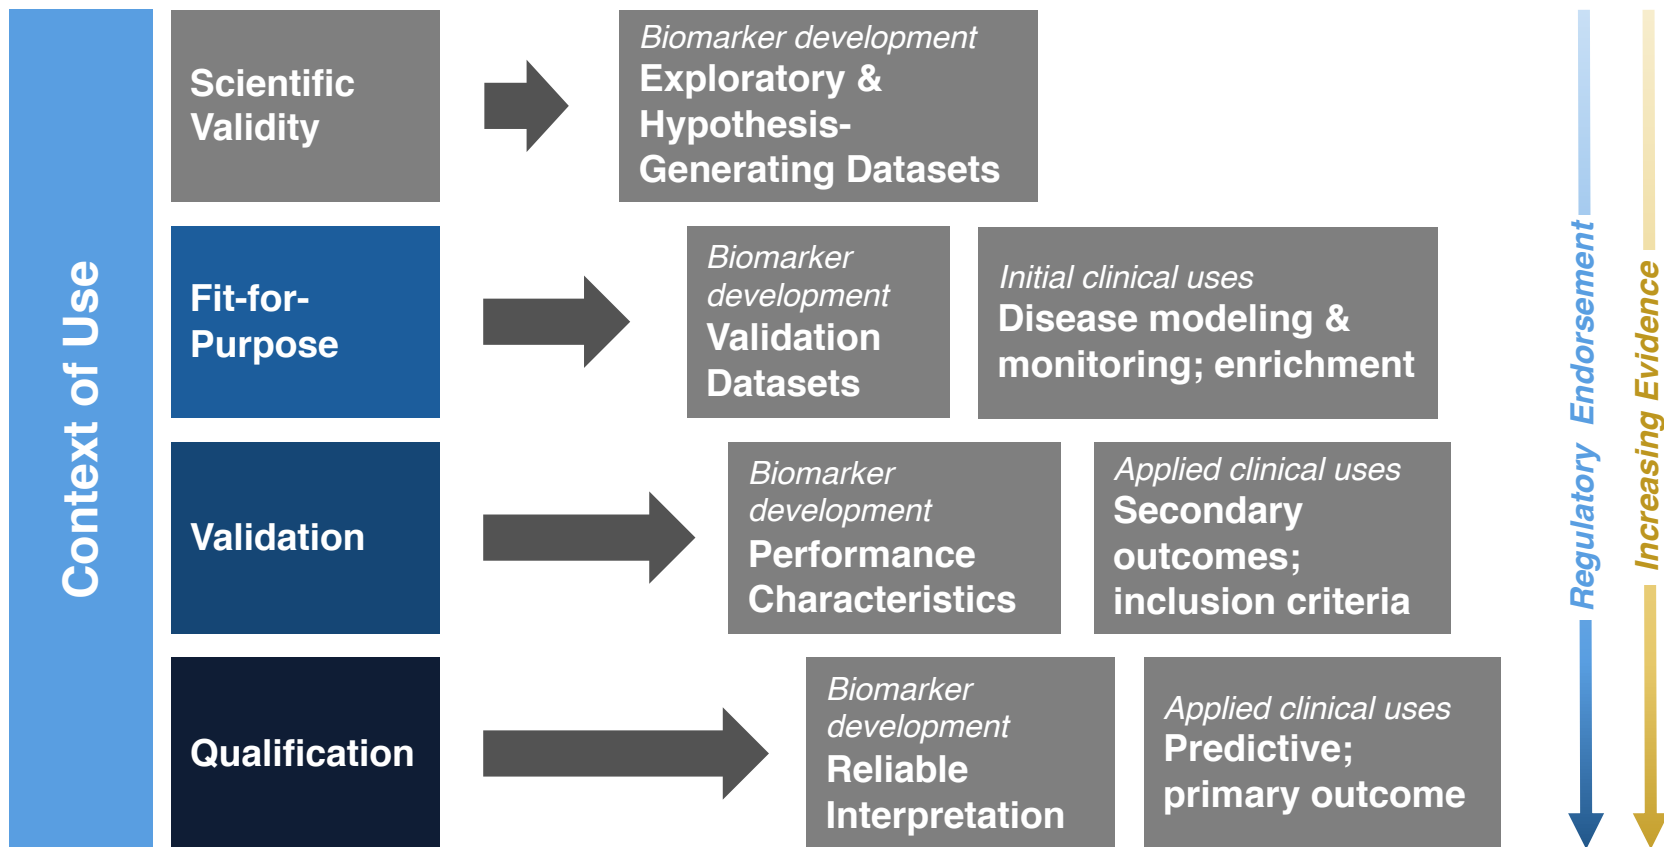 Context of Use
Scientific
Validity
Biomarker development
Exploratory &
Hypothesis-
Generating Datasets
Fit-for-
Purpose
Biomarker
development
Validation
Datasets
Initial clinical uses
Disease modeling &
monitoring; enrichment
Validation
Biomarker
development
Performance
Characteristics
Applied clinical uses
Secondary
outcomes;
inclusion criteria
Qualification
Biomarker
development
Reliable
Interpretation
Applied clinical uses
Predictive;
primary outcome
Regulatory Endorsement
Increasing Evidence